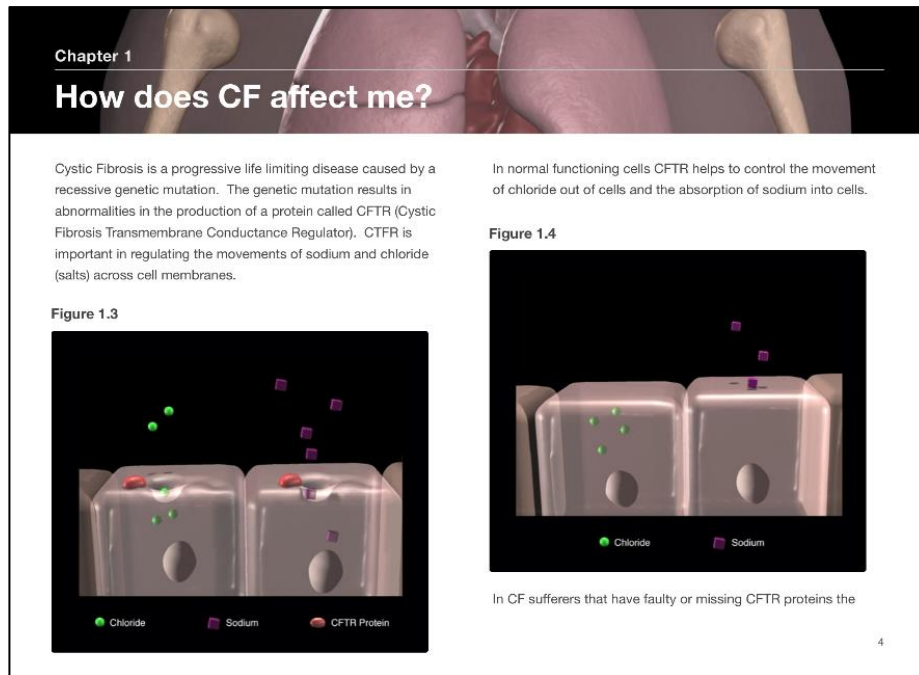 Chapter 1
How does CF affect me?
Cystic Fibrosis is a progressive life limiting disease caused by a
recessive genetic mutation.  The genetic mutation results in
abnormalities in the production of a protein called CFTR (Cystic
Fibrosis Transmembrane Conductance Regulator).  CTFR is
important in regulating the movements of sodium and chloride
(salts) across cell membranes.
Figure 1.3
Chloride
Sodium
CFTR Protein
In normal functioning cells CFTR helps to control the movement
of chloride out of cells and the absorption of sodium into cells.
Figure 1.4
Chloride
Sodium
In CF sufferers that have faulty or missing CFTR proteins the
4